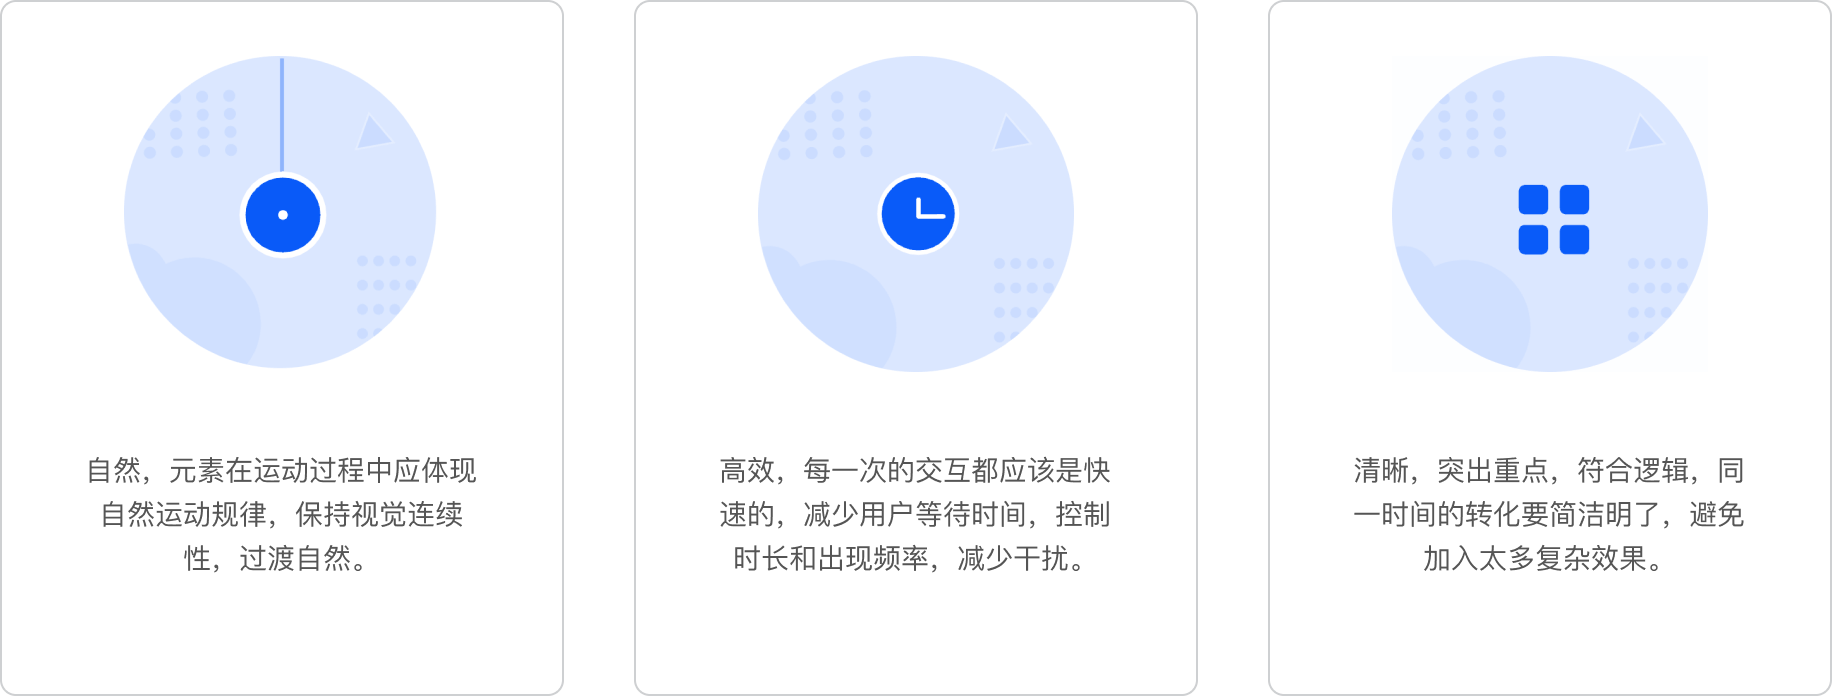 自然，元素在运动过程中应体现
自然运动规律，保持视觉连续
性，过渡自然。
高效，每一次的交互都应该是快
速的，减少用户等待时间，控制
时长和出现频率，减少干扰。
清晰，突出重点，符合逻辑，同
一时间的转化要简洁明了，避免
加入太多复杂效果。